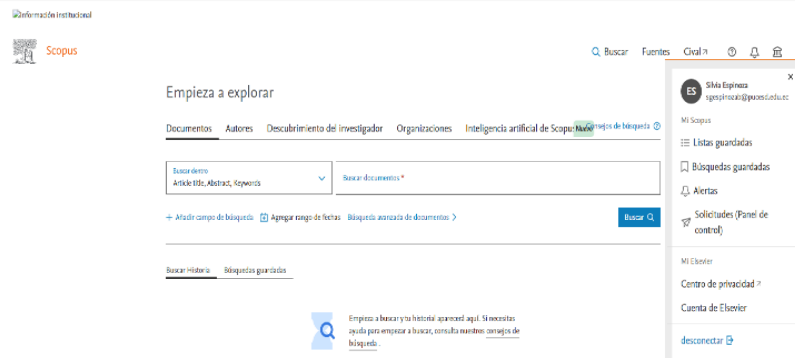 Información institucional
Scopus
Buscar Fuentes Cival
Empieza a explorar
Documentos Autores Descubrimiento del investigador Organizaciones Inteligencia artificial de Scopus Consejos de búsqueda
Buscar dentro
Article title, Abstract, Keywords
Buscar documentos *
+ Añadir campo de búsqueda Agregar rango de fechas Búsqueda avanzada de documentos
Buscar
Buscar Historia Búsquedas guardadas
Empieza a buscar y tu historial aparecerá aquí. Si necesitas
ayuda para empezar a buscar, consulta nuestros consejos de
búsqueda .
x
ES
Silvia Espinoza
sgespinozab@pucesd.edu.ec
Mi Scopus
Listas guardadas
Búsquedas guardadas
Alertas
Solicitudes (Panel de
control)
Mi Elsevier
Centro de privacidad
Cuenta de Elsevier
desconectar